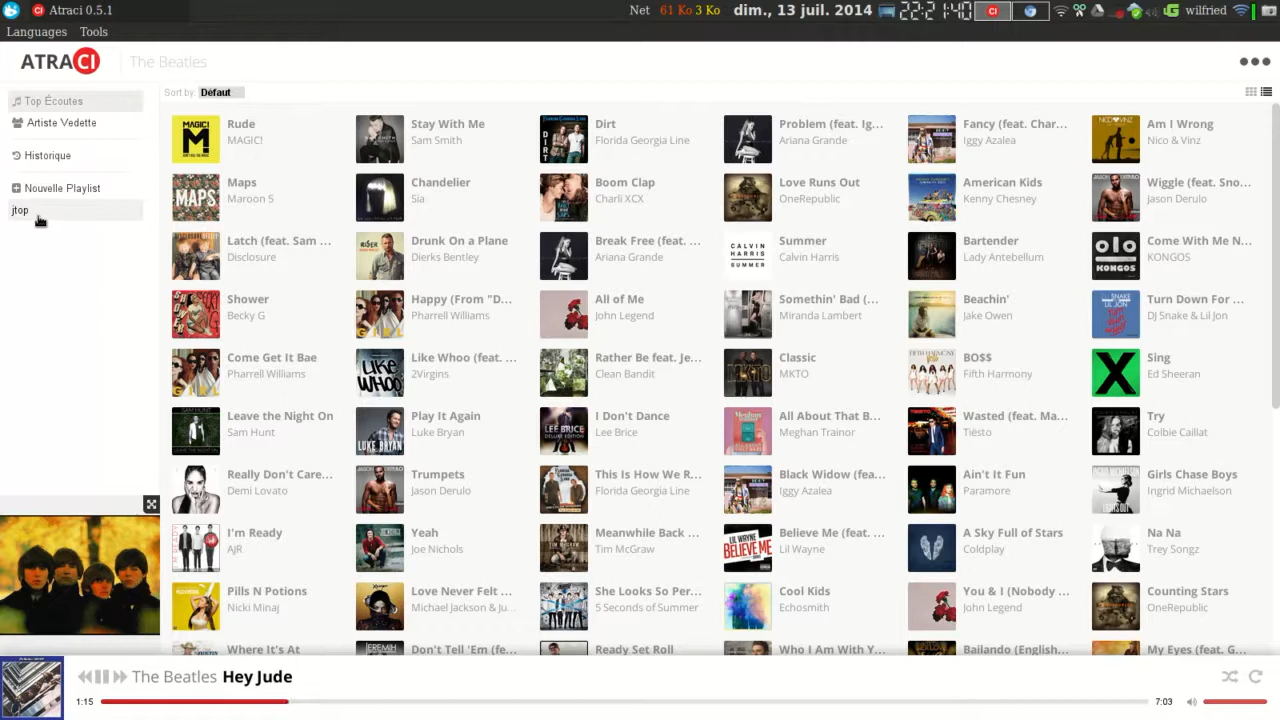 Atraci 0.5.1
Net 61 Ko 3 Ko dim., 13 juil. 2014
wilfried
Languages Tools
ATRACI The Beatles
Sort by: Défaut
Top Écoutes
Artiste Vedette
Historique
Nouvelle Playlist
jtop
Rude
MAGIC!
Stay With Me
Sam Smith
Dirt
Florida Georgia Line
Problem (feat. Ig...
Ariana Grande
Fancy (feat. Char...
Iggy Azalea
Am I Wrong
Nico & Vinz
Maps
Maroon 5
Chandelier
Sia
Boom Clap
Charli XCX
Love Runs Out
OneRepublic
American Kids
Kenny Chesney
Wiggle (feat. Sno...
Jason Derulo
Latch (feat. Sam ...
Disclosure
Drunk On a Plane
Dierks Bentley
Break Free (feat. ...
Ariana Grande
Summer
Calvin Harris
Bartender
Lady Antebellum
Come With Me N...
KONGOS
Shower
Becky G
Happy (From "D...
Pharrell Williams
All of Me
John Legend
Somethin' Bad (...
Miranda Lambert
Beachin'
Jake Owen
Turn Down For ...
DJ Snake & Lil Jon
Come Get It Bae
Pharrell Williams
Like Whoo (feat. ...
2Virgins
Rather Be feat. Je...
Clean Bandit
Classic
MKTO
BO$$
Fifth Harmony
Sing
Ed Sheeran
Leave the Night On
Sam Hunt
Play It Again
Luke Bryan
I Don't Dance
Lee Brice
All About That B...
Meghan Trainor
Wasted (feat. Ma...
Tiësto
Try
Colbie Caillat
Really Don't Care...
Demi Lovato
Trumpets
Jason Derulo
This Is How We R...
Florida Georgia Line
Black Widow (fea...
Iggy Azalea
Ain't It Fun
Paramore
Girls Chase Boys
Ingrid Michaelson
I'm Ready
AJR
Yeah
Joe Nichols
Meanwhile Back ...
Tim McGraw
Believe Me (feat. ...
Lil Wayne
A Sky Full of Stars
Coldplay
Na Na
Trey Songz
Pills N Potions
Nicki Minaj
Love Never Felt ...
Michael Jackson & Ju...
She Looks So Per...
5 Seconds of Summer
Cool Kids
Echosmith
You & I (Nobody ...
John Legend
Counting Stars
OneRepublic
Where It's At
Don't Tell 'Em (fe...
Ready Set Roll
Who I Am With Y...
Bailando (English...
My Eyes (feat. G...
The Beatles Hey Jude
1:15
7:03